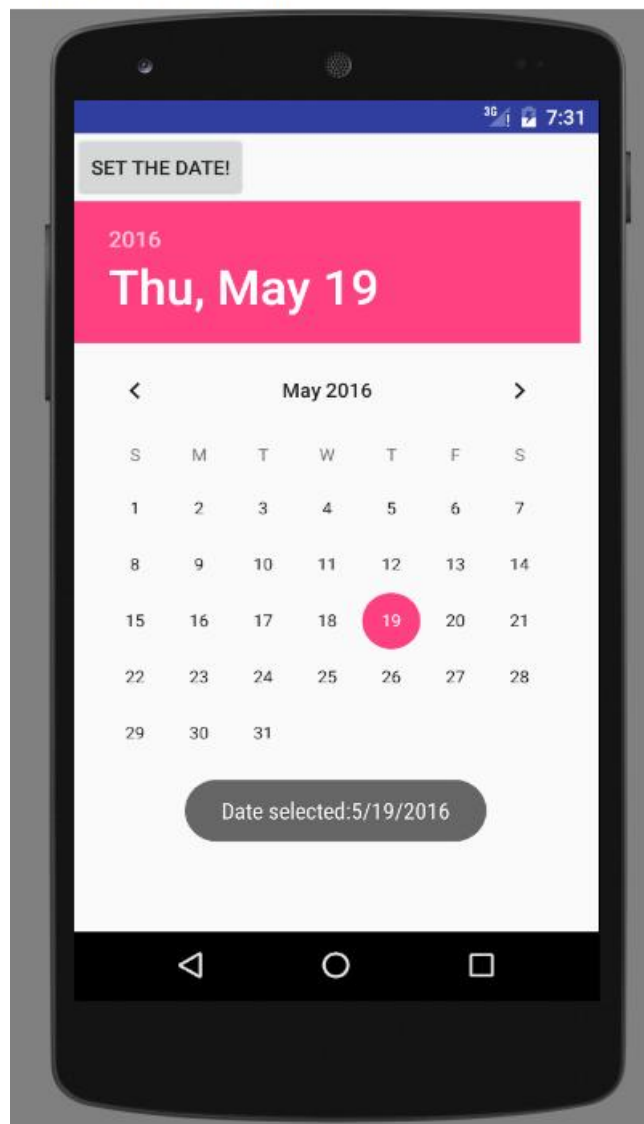 3G 7:31
SET THE DATE!
2016
Thu, May 19
May 2016
S M T W T F S
1 2 3 4 5 6 7
8 9 10 11 12 13 14
15 16 17 18 19 20 21
22 23 24 25 26 27 28
29 30 31
Date selected:5/19/2016